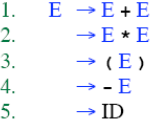 1. E → E + E
2. → E * E
3. → ( E )
4. → - E
5. → ID